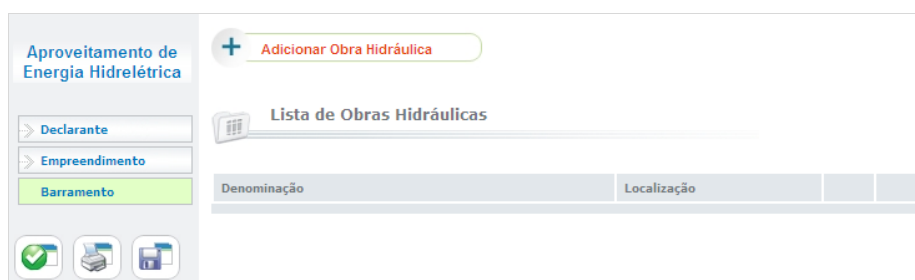 Aproveitamento de
Energia Hidrelétrica
Declarante
Empreendimento
Barramento
Adicionar Obra Hidráulica
Lista de Obras Hidráulicas
Denominação Localização